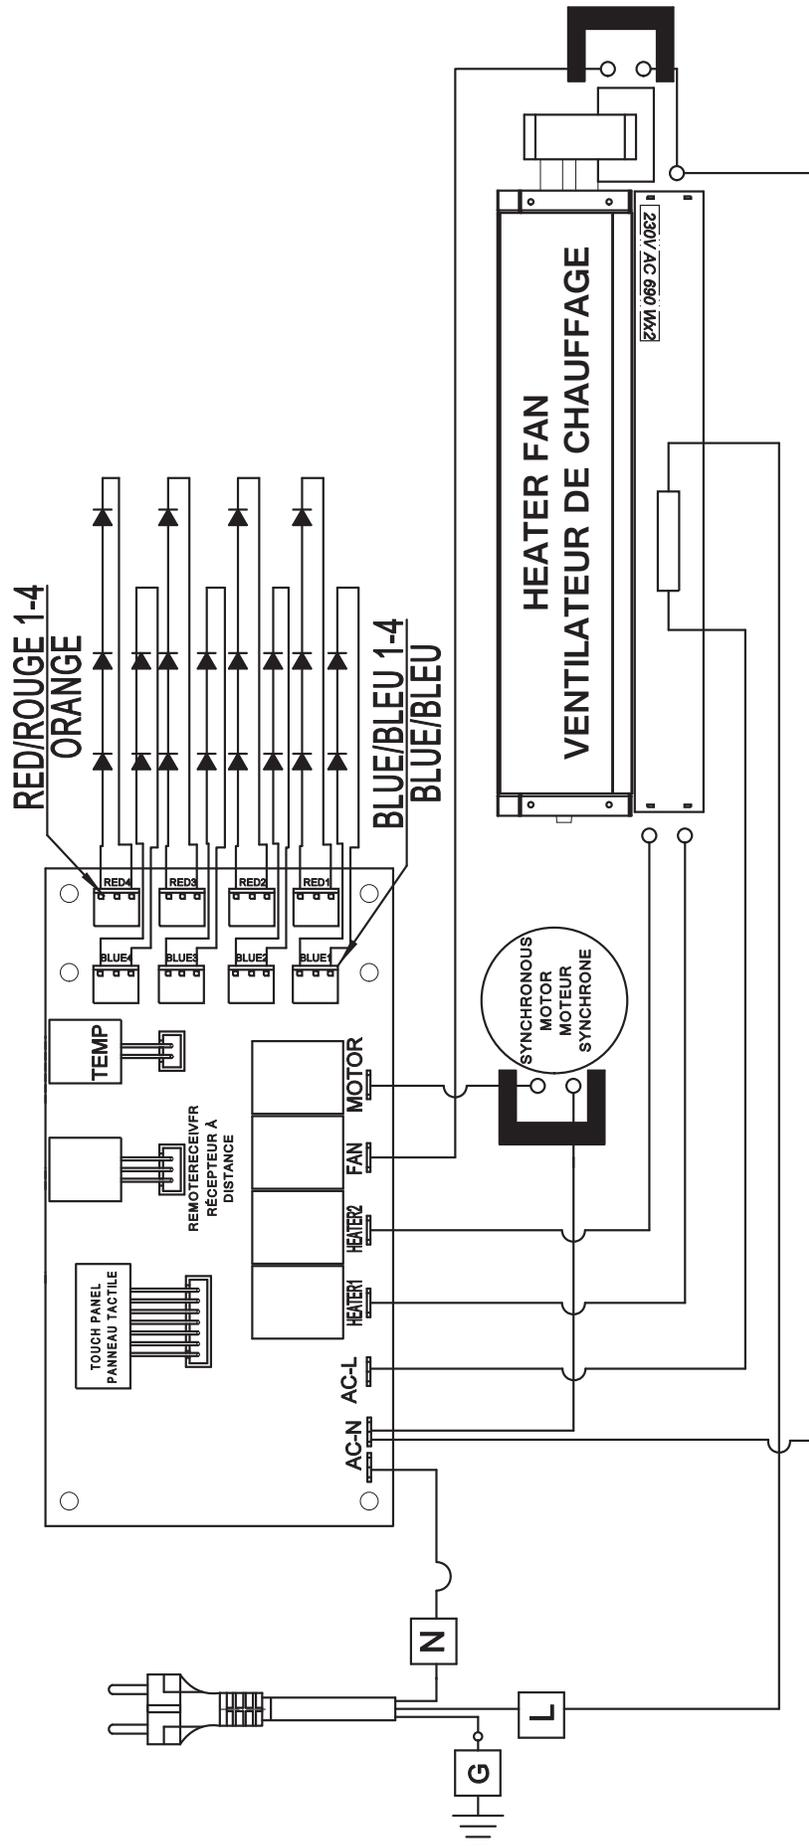 RED/ROUGE 1-4
ORANGE
BLUE/BLEU 1-4
BLUE/BLEU
HEATER FAN
VENTILATEUR DE CHAUFFAGE
230V AC 690 Wx2
RED4
RED3
RED2
RED1
BLUE4
BLUE3
BLUE2
BLUE1
TEMP
REMOTERECEIVFR
RÉCEPTEUR À
DISTANCE
TOUCH PANEL
PANNEAU TACTILE
MOTOR
FAN
HEATER2
HEATER1
AC-L
AC-N
SYNCHRONOUS
MOTOR
MOTEUR
SYNCHRONE
N
L
G